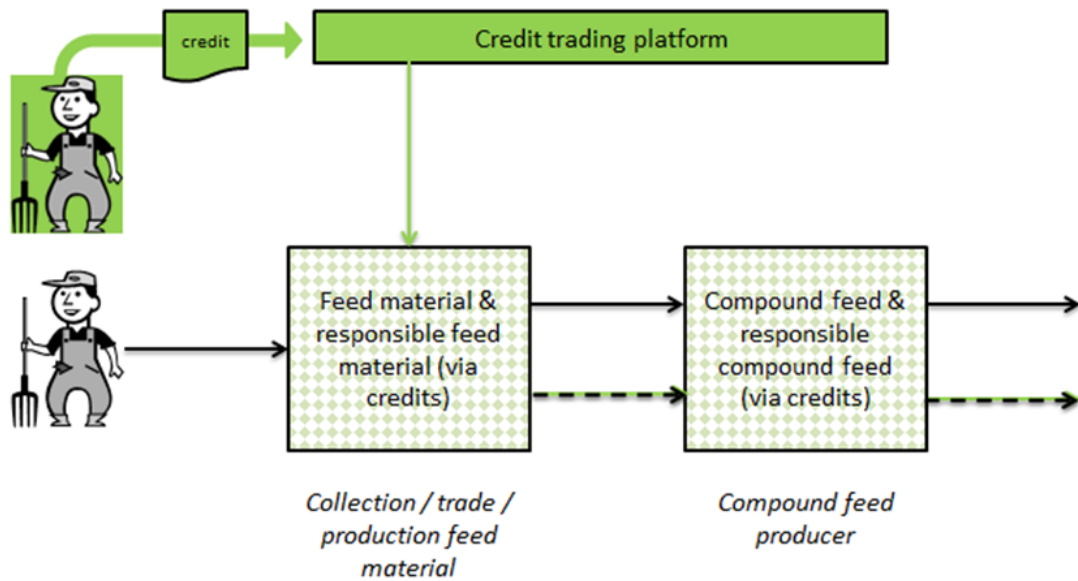 credit
Credit trading platform
Feed material &
responsible feed
material (via
credits)
Compound feed &
responsible
compound feed
(via credits)
Collection / trade /
production feed
material
Compound feed
producer